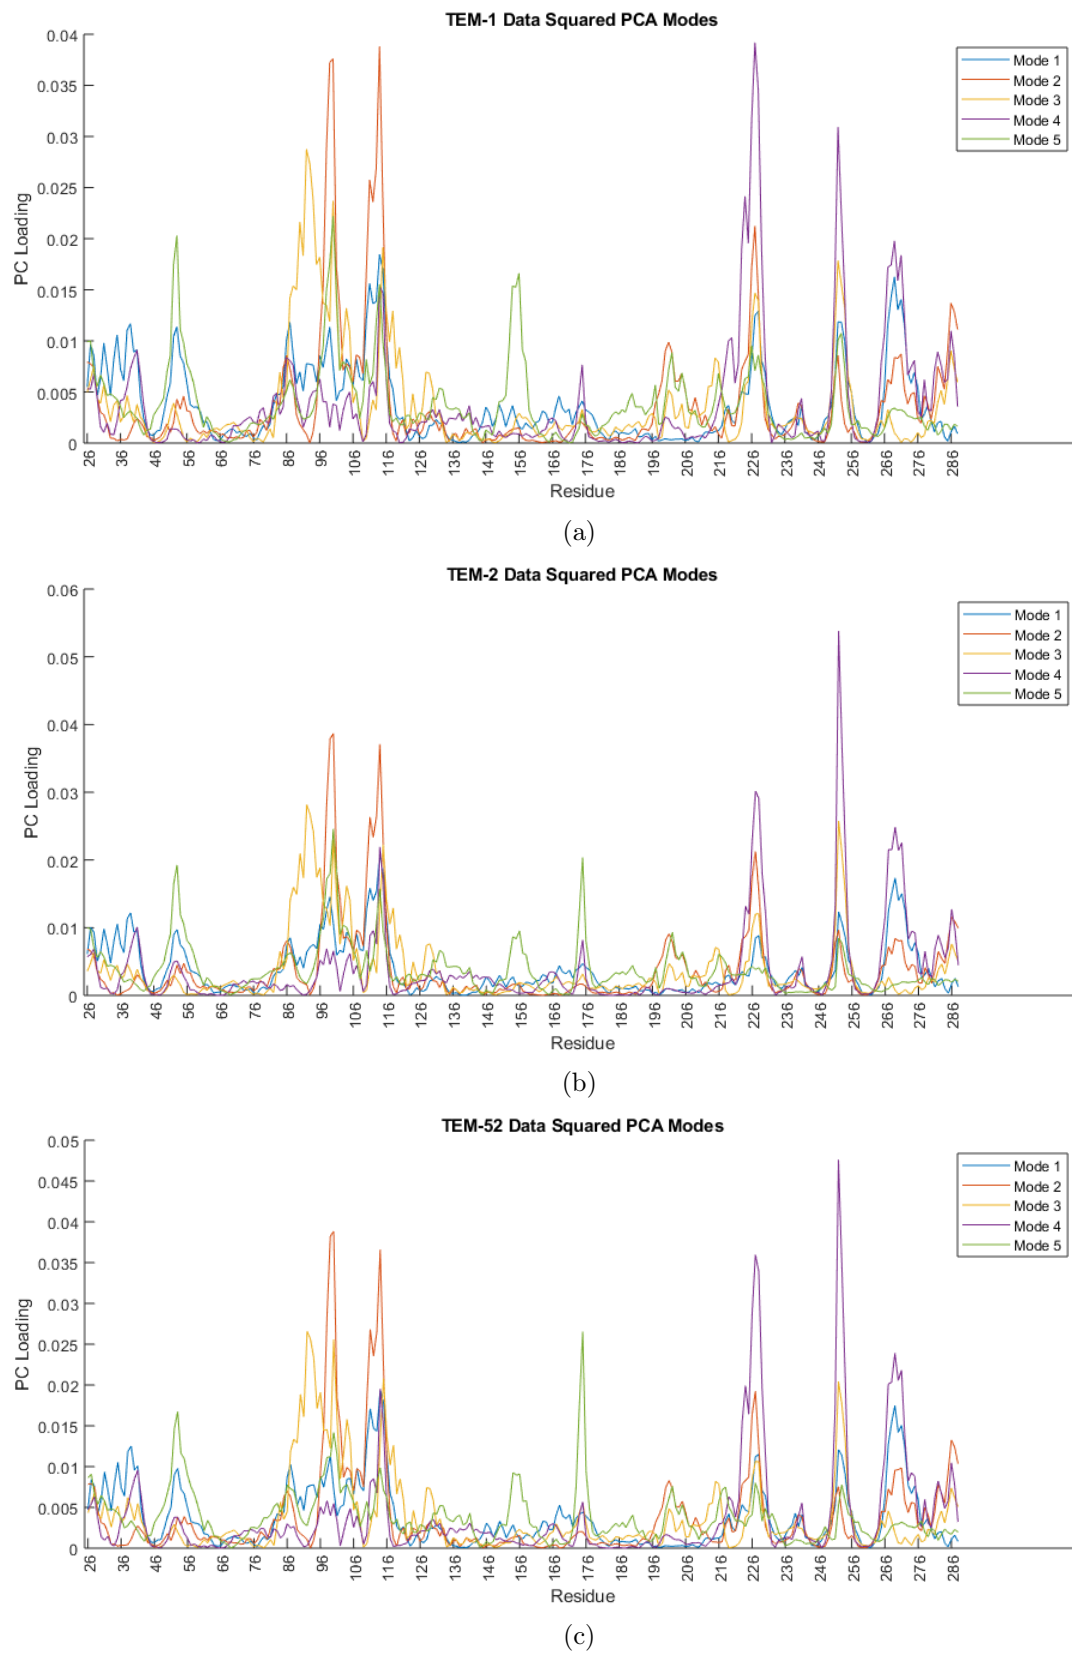 TEM-1 Data Squared PCA Modes
0.04
0.035
0.03
0.025
0.02
0.015
0.01
0.005
0
PC Loading
26 36 46 56 66 76 86 96 106 116 126 136 146 156 166 176 186 196 206 216 226 236 246 256 266 276 286
Residue
Mode 1
Mode 2
Mode 3
Mode 4
Mode 5
(a)
TEM-2 Data Squared PCA Modes
0.06
0.05
0.04
0.03
0.02
0.01
0
PC Loading
26 36 46 56 66 76 86 96 106 116 126 136 146 156 166 176 186 196 206 216 226 236 246 256 266 276 286
Residue
Mode 1
Mode 2
Mode 3
Mode 4
Mode 5
(b)
TEM-52 Data Squared PCA Modes
0.05
0.045
0.04
0.035
0.03
0.025
0.02
0.015
0.01
0.005
0
PC Loading
26 36 46 56 66 76 86 96 106 116 126 136 146 156 166 176 186 196 206 216 226 236 246 256 266 276 286
Residue
Mode 1
Mode 2
Mode 3
Mode 4
Mode 5
(c)